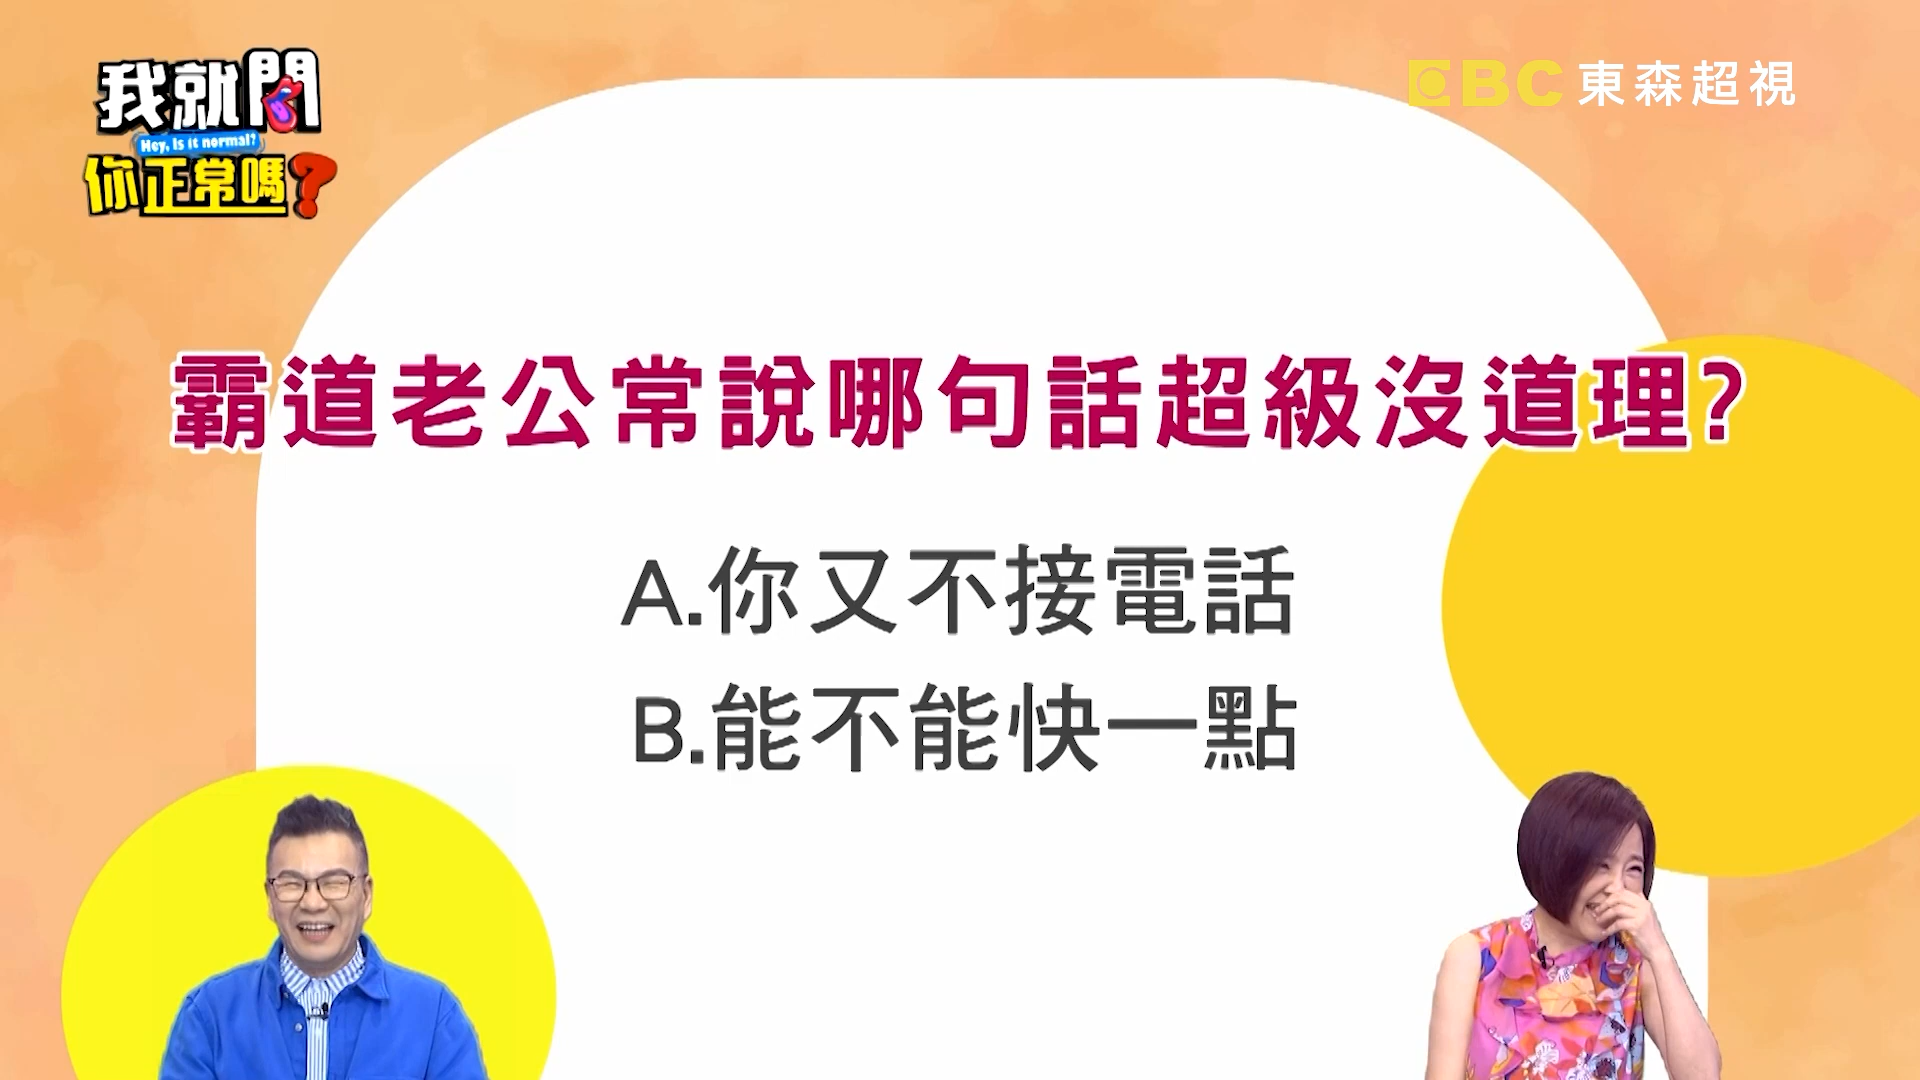 我就問
Hey, is it normal?
你正常嗎?
EBC 東森超視
霸道老公常說哪句話超級沒道理?
A.你又不接電話
B.能不能快一點